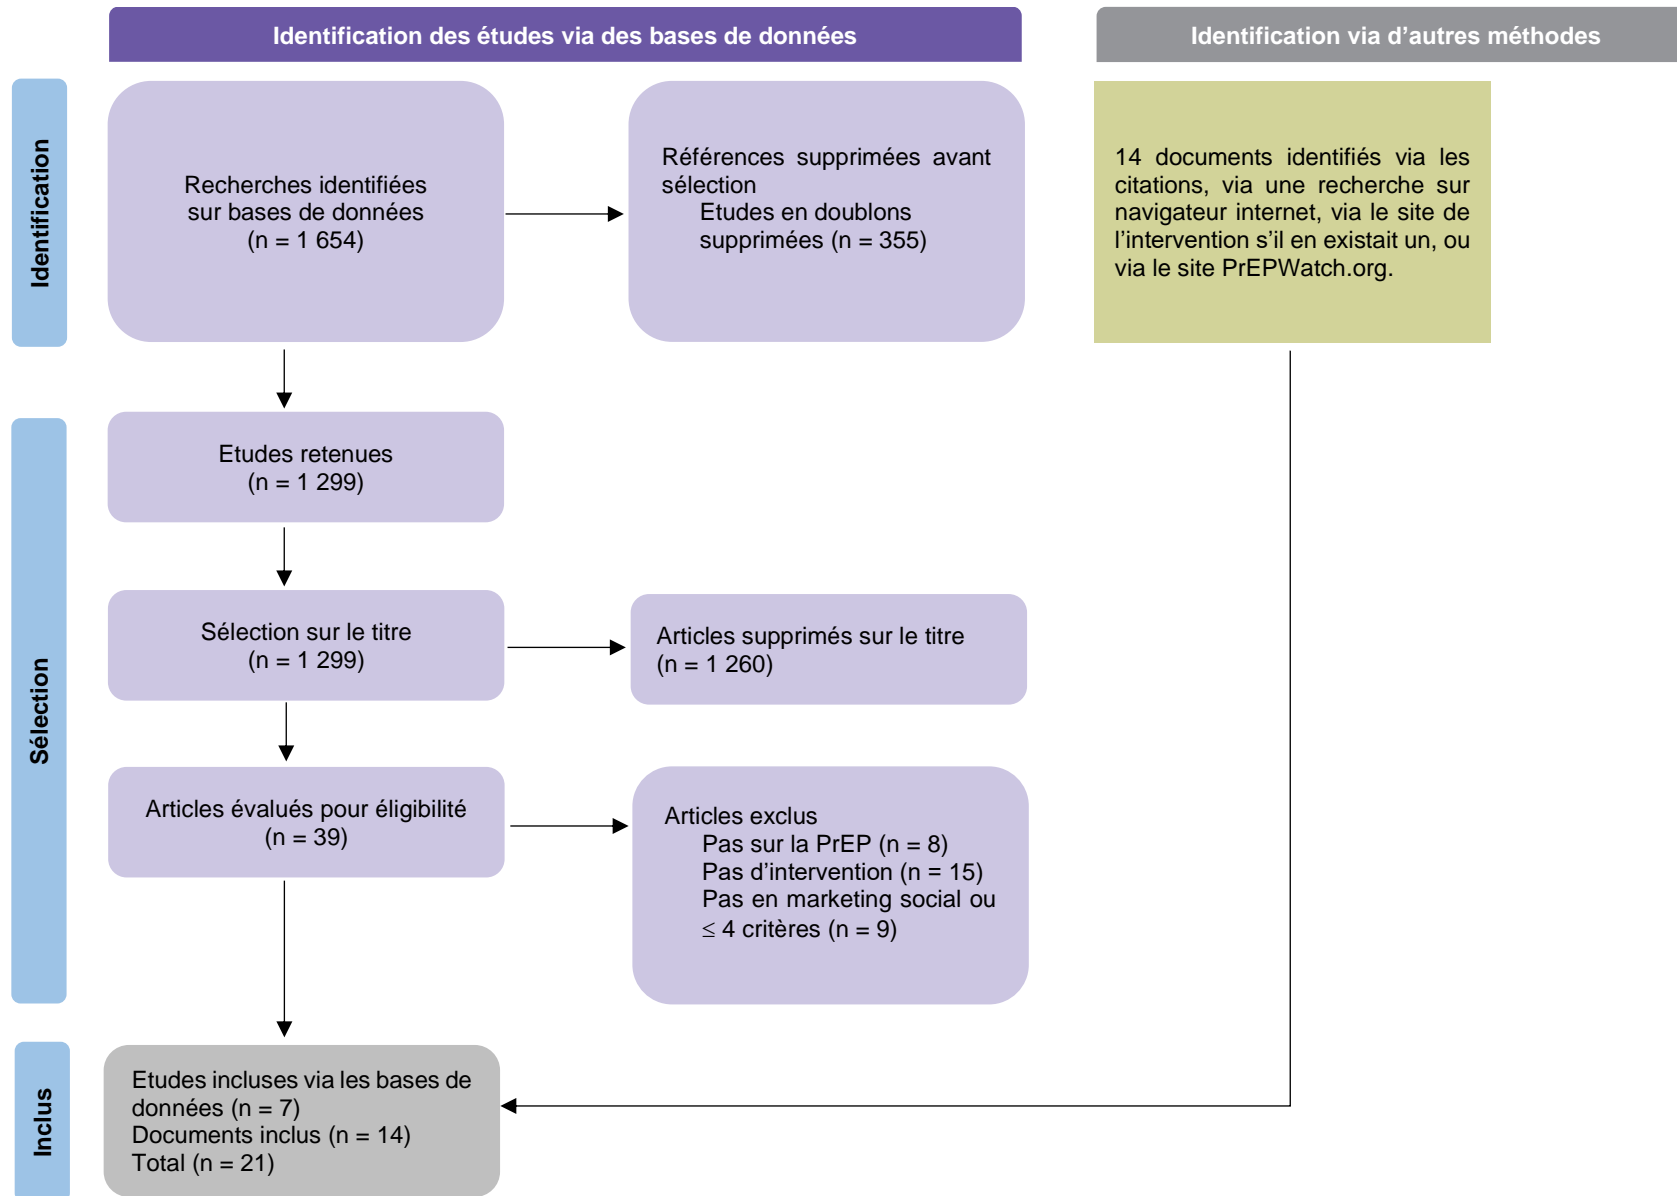 Identification des études via des bases de données
Identification via d'autres méthodes
Identification
Recherches identifiées
sur bases de données
(n = 1 654)
Références supprimées avant
sélection
Etudes en doublons
supprimées (n = 355)
14 documents identifiés via les
citations, via une recherche sur
navigateur internet, via le site de
l’intervention s’il en existait un, ou
via le site PrEPWatch.org.
Sélection
Etudes retenues
(n = 1 299)
Sélection sur le titre
(n = 1 299)
Articles supprimés sur le titre
(n = 1 260)
Articles évalués pour éligibilité
(n = 39)
Articles exclus
Pas sur la PrEP (n = 8)
Pas d’intervention (n = 15)
Pas en marketing social ou
≤ 4 critères (n = 9)
Inclus
Etudes incluses via les bases de
données (n = 7)
Documents inclus (n = 14)
Total (n = 21)